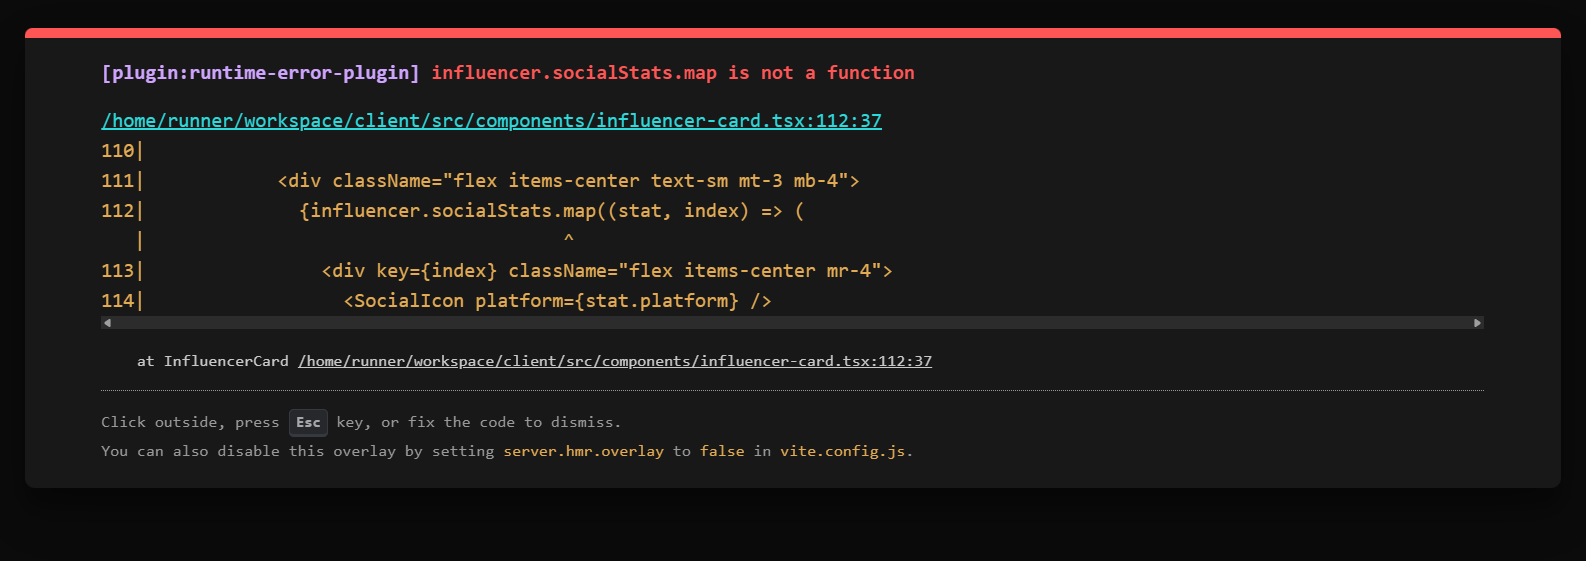 [plugin:runtime-error-plugin] influencer.socialStats.map is not a function
/home/runner/workspace/client/src/components/influencer-card.tsx:112:37
110|
111|            <div className="flex items-center text-sm mt-3 mb-4">
112|              {influencer.socialStats.map((stat, index) => (
   |                                      ^
113|                <div key={index} className="flex items-center mr-4">
114|                  <SocialIcon platform={stat.platform} />
at InfluencerCard /home/runner/workspace/client/src/components/influencer-card.tsx:112:37
Click outside, press Esc key, or fix the code to dismiss.
You can also disable this overlay by setting server.hmr.overlay to false in vite.config.js.